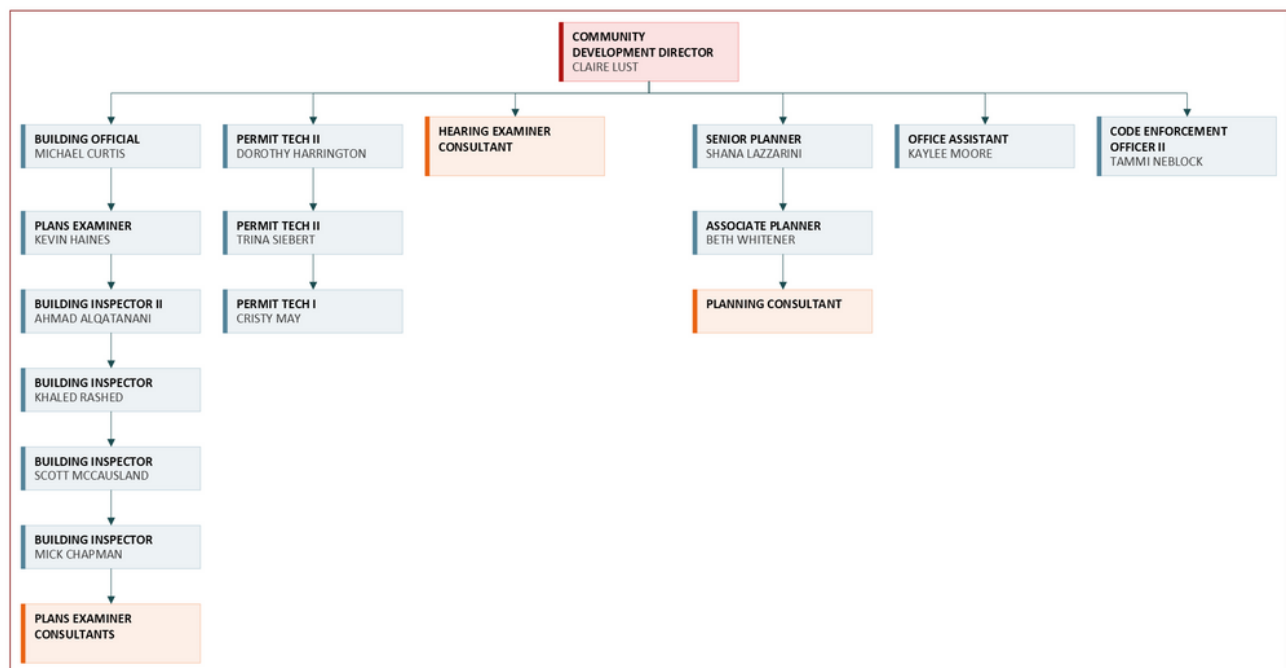 COMMUNITY
DEVELOPMENT DIRECTOR
CLAIRE LUST
BUILDING OFFICIAL
MICHAEL CURTIS
PERMIT TECH II
DOROTHY HARRINGTON
HEARING EXAMINER
CONSULTANT
SENIOR PLANNER
SHANA LAZZARINI
OFFICE ASSISTANT
KAYLEE MOORE
CODE ENFORCEMENT
OFFICER II
TAMMI NEBLOCK
PLANS EXAMINER
KEVIN HAINES
PERMIT TECH II
TRINA SIEBERT
ASSOCIATE PLANNER
BETH WHITENER
BUILDING INSPECTOR II
AHMAD ALQATANANI
PERMIT TECH I
CRISTY MAY
PLANNING CONSULTANT
BUILDING INSPECTOR
KHALED RASHED
BUILDING INSPECTOR
SCOTT MCCAUSLAND
BUILDING INSPECTOR
MICK CHAPMAN
PLANS EXAMINER
CONSULTANTS